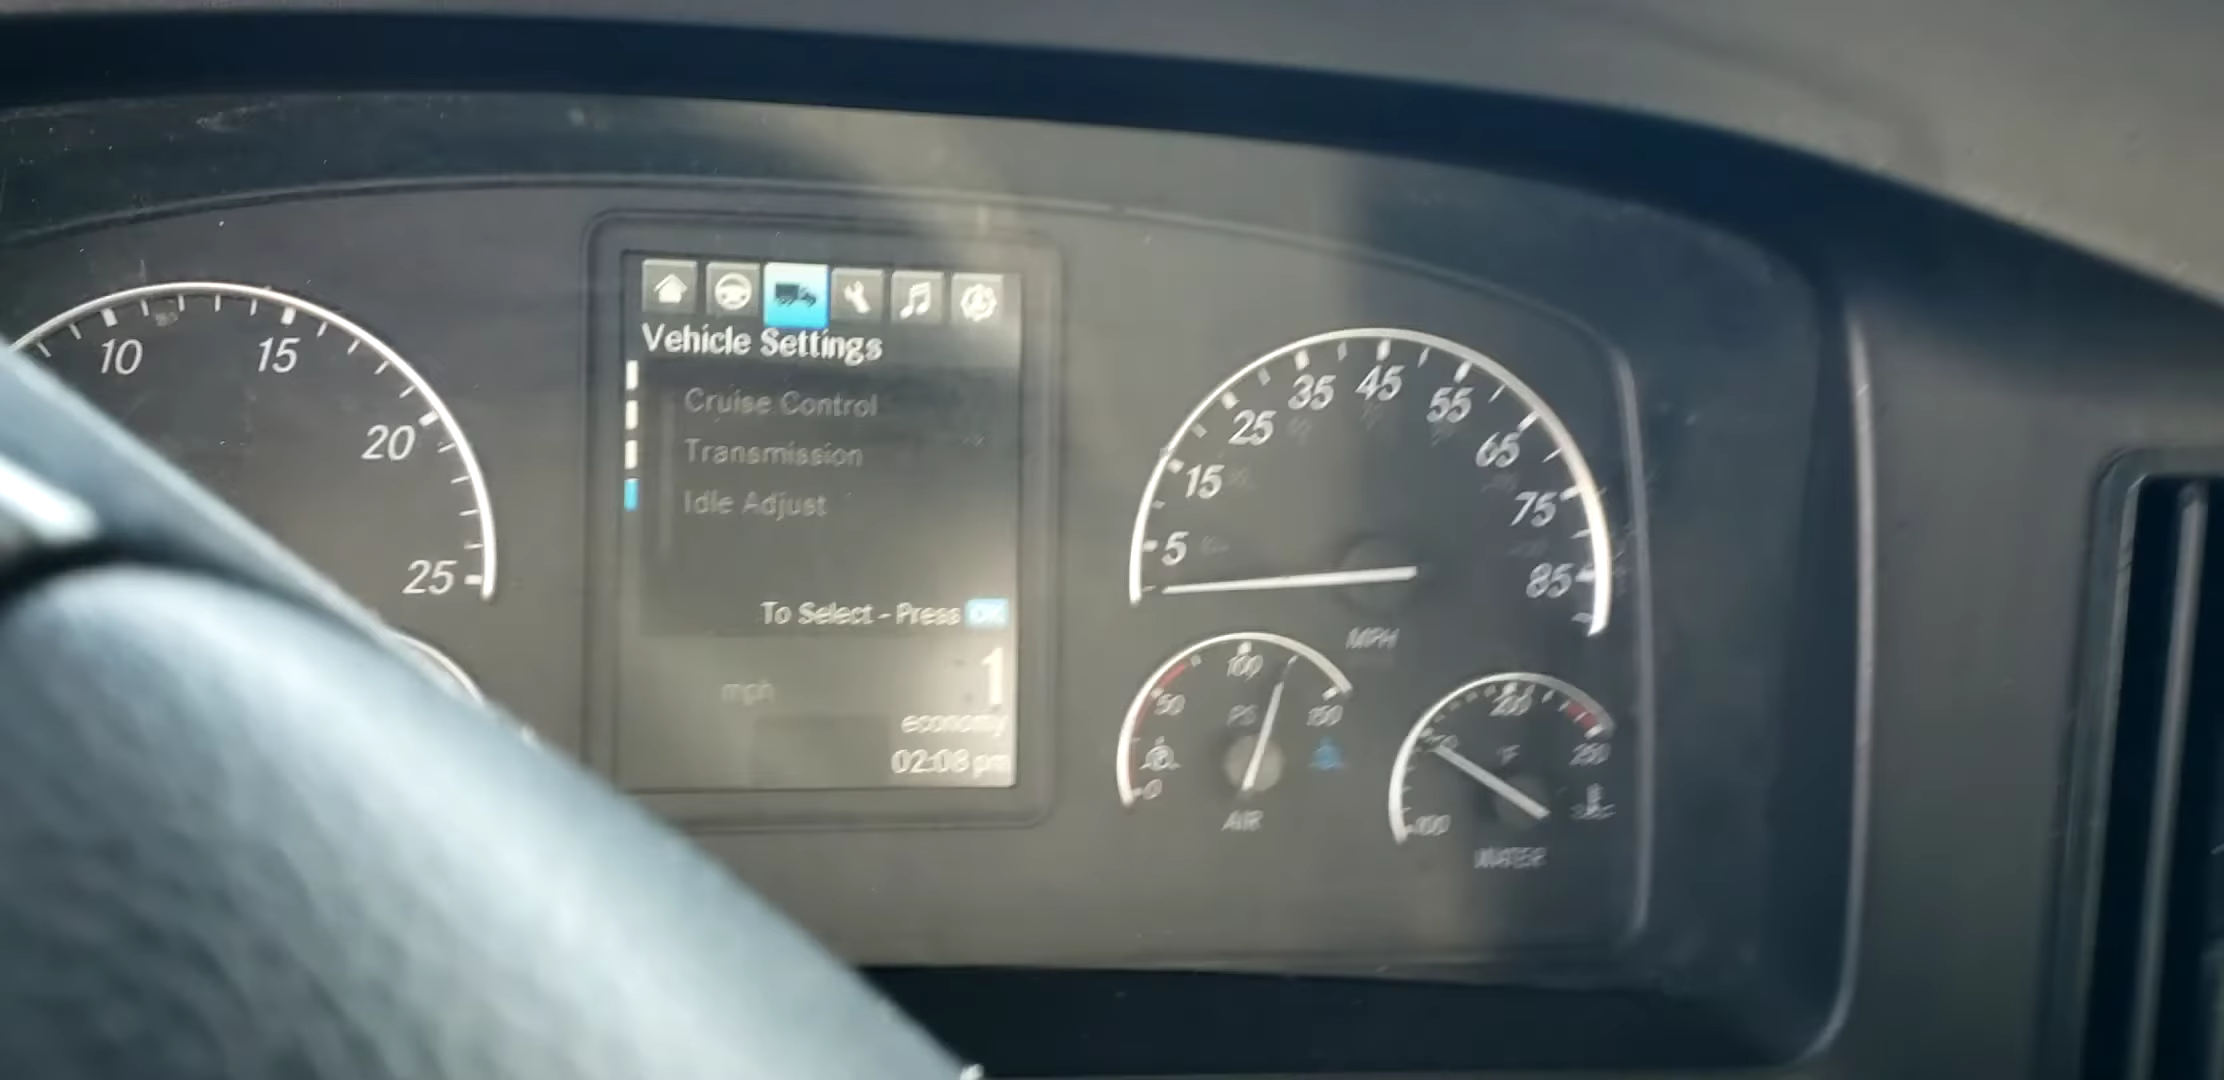 10
15
20
25
Vehicle Settings
Cruise Control
Transmission
Idle Adjust
To Select - Press OK
1
mph
economy
02:08 pm
5
15
25
35
45
55
65
75
85
MPH
0
50
100
150
AIR
100
200
250
°F
WATER